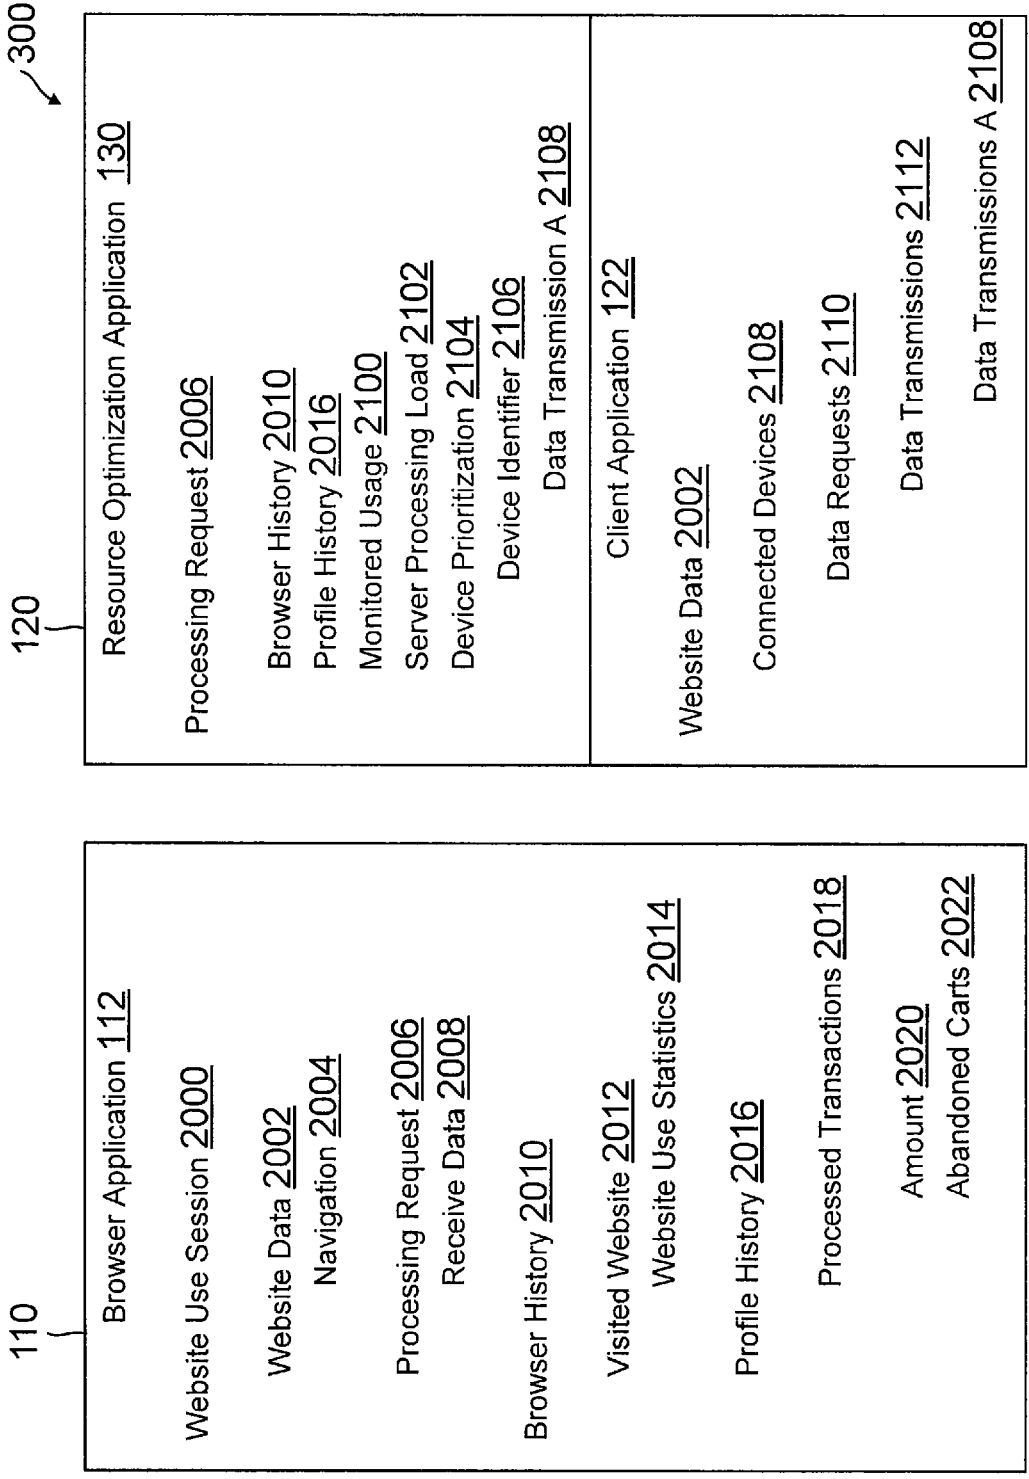 300
110
Browser Application 112
Website Use Session 2000
Website Data 2002
Navigation 2004
Processing Request 2006
Receive Data 2008
Browser History 2010
Visited Website 2012
Website Use Statistics 2014
Profile History 2016
Processed Transactions 2018
Amount 2020
Abandoned Carts 2022
120
Resource Optimization Application 130
Processing Request 2006
Browser History 2010
Profile History 2016
Monitored Usage 2100
Server Processing Load 2102
Device Prioritization 2104
Device Identifier 2106
Data Transmission A 2108
Client Application 122
Website Data 2002
Connected Devices 2108
Data Requests 2110
Data Transmissions 2112
Data Transmissions A 2108